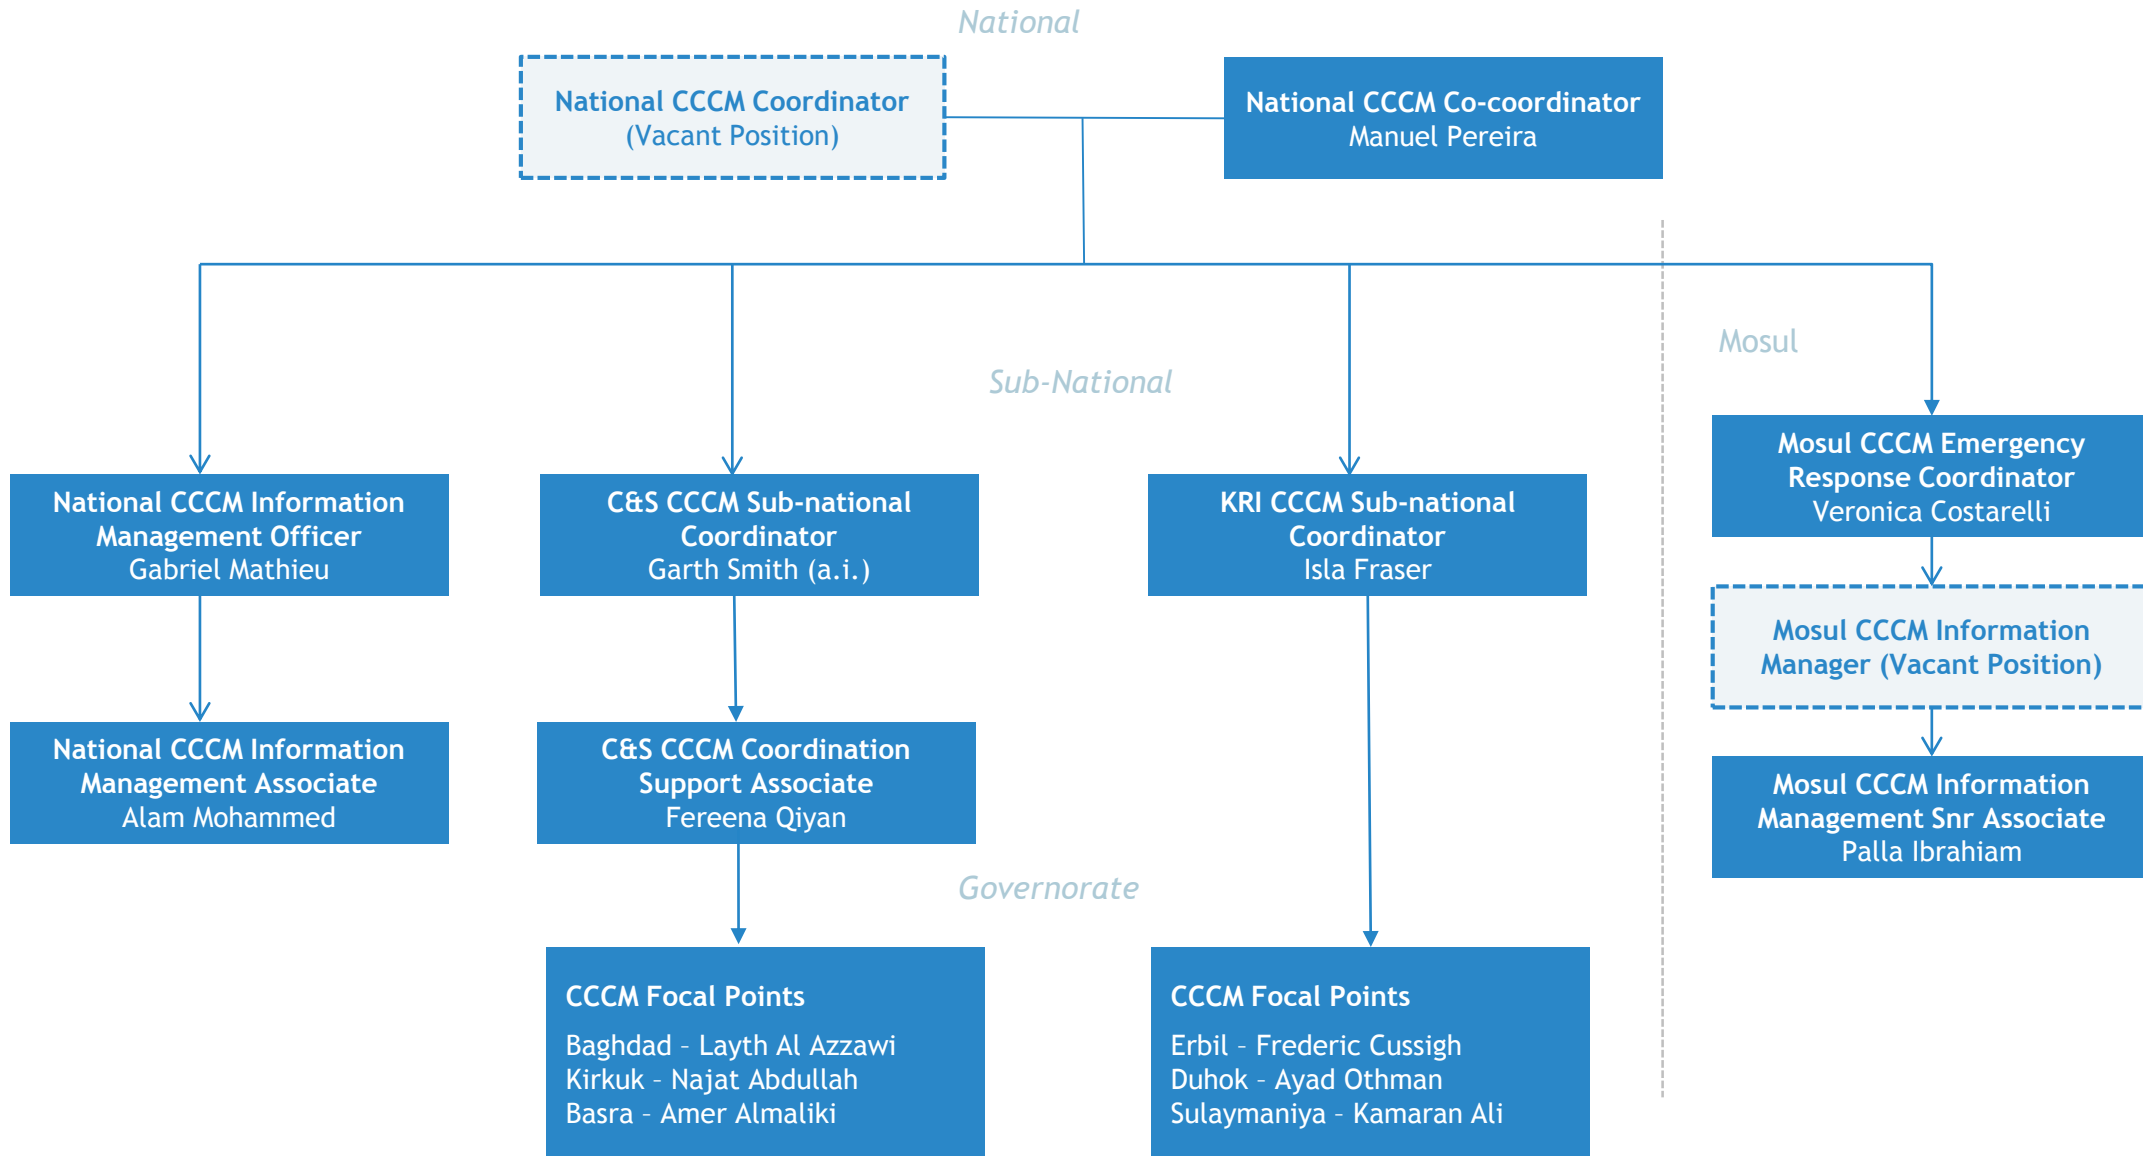 National
National CCCM Coordinator
(Vacant Position)
National CCCM Co-coordinator
Manuel Pereira
Mosul
Sub-National
National CCCM Information
Management Officer
Gabriel Mathieu
C&S CCCM Sub-national
Coordinator
Garth Smith (a.i.)
KRI CCCM Sub-national
Coordinator
Isla Fraser
Mosul CCCM Emergency
Response Coordinator
Veronica Costarelli
Mosul CCCM Information
Manager (Vacant Position)
National CCCM Information
Management Associate
Alam Mohammed
C&S CCCM Coordination
Support Associate
Fereena Qiyan
Mosul CCCM Information
Management Snr Associate
Palla Ibrahiam
Governorate
CCCM Focal Points
Baghdad – Layth Al Azzawi
Kirkuk – Najat Abdullah
Basra – Amer Almaliki
CCCM Focal Points
Erbil – Frederic Cussigh
Duhok – Ayad Othman
Sulaymaniya – Kamaran Ali